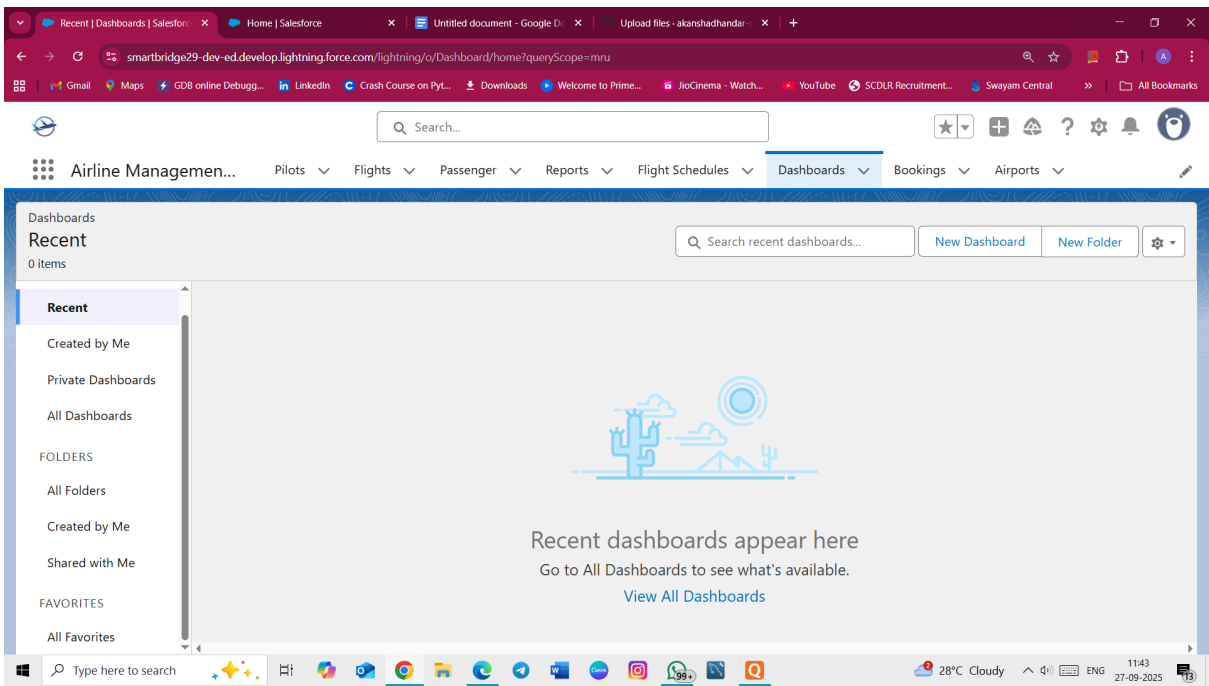 Recent | Dashboards | Salesforc
Home | Salesforce
Untitled document - Google Do
Upload files · akanshadhandar-s
smartbridge29-dev-ed.develop.lightning.force.com/lightning/o/Dashboard/home?queryScope=mru
A
Gmail Maps GDB online Debugg... LinkedIn Crash Course on Pyt... Downloads Welcome to Prime... JioCinema - Watch... YouTube SCDLR Recruitment... Swayam Central » All Bookmarks
Search...
Airline Managemen... Pilots Flights Passenger Reports Flight Schedules Dashboards Bookings Airports
Dashboards
Recent
0 items
Search recent dashboards...
New Dashboard
New Folder
Recent
Created by Me
Private Dashboards
All Dashboards
FOLDERS
All Folders
Created by Me
Shared with Me
FAVORITES
All Favorites
Recent dashboards appear here
Go to All Dashboards to see what's available.
View All Dashboards
Type here to search
99+
2
28°C Cloudy
ENG
11:43
27-09-2025
13